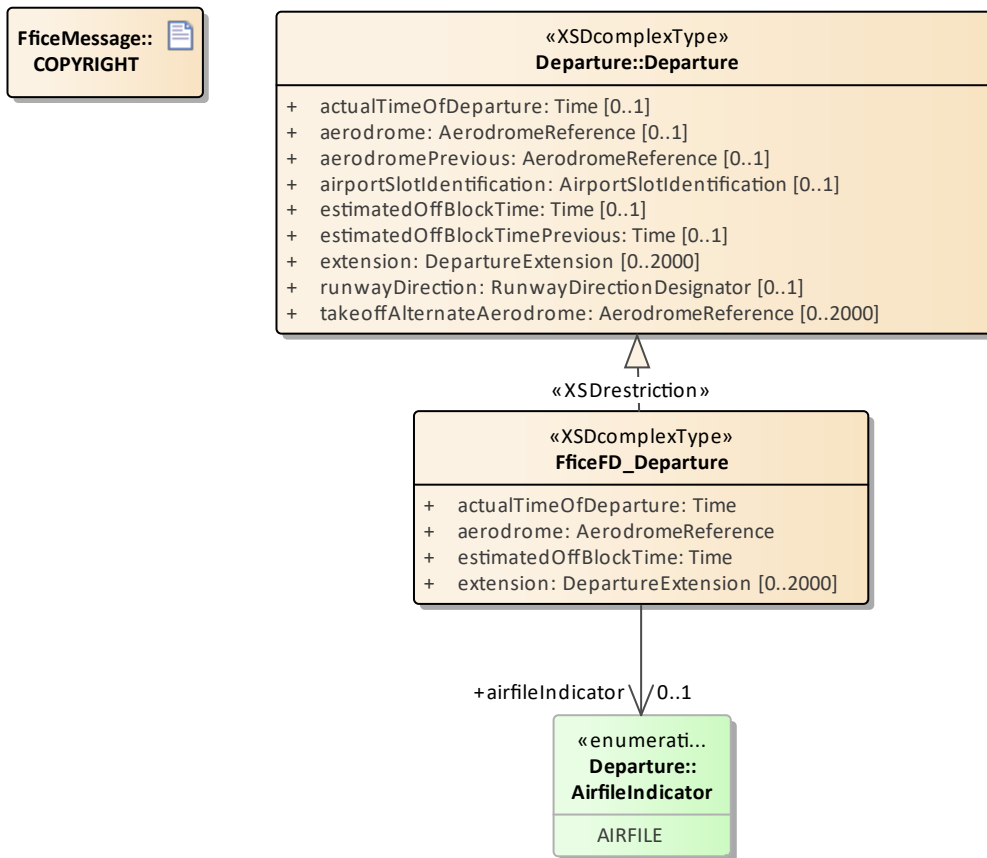 FficeMessage::
COPYRIGHT
«XSDcomplexType»
Departure::Departure
+ actualTimeOfDeparture: Time [0..1]
+ aerodrome: AerodromeReference [0..1]
+ aerodromePrevious: AerodromeReference [0..1]
+ airportSlotIdentification: AirportSlotIdentification [0..1]
+ estimatedOffBlockTime: Time [0..1]
+ estimatedOffBlockTimePrevious: Time [0..1]
+ extension: DepartureExtension [0..2000]
+ runwayDirection: RunwayDirectionDesignator [0..1]
+ takeoffAlternateAerodrome: AerodromeReference [0..2000]
«XSDrestriction»
«XSDcomplexType»
FficeFD_Departure
+ actualTimeOfDeparture: Time
+ aerodrome: AerodromeReference
+ estimatedOffBlockTime: Time
+ extension: DepartureExtension [0..2000]
+airfileIndicator 0..1
«enumerati...
Departure::
AirfileIndicator
AIRFILE